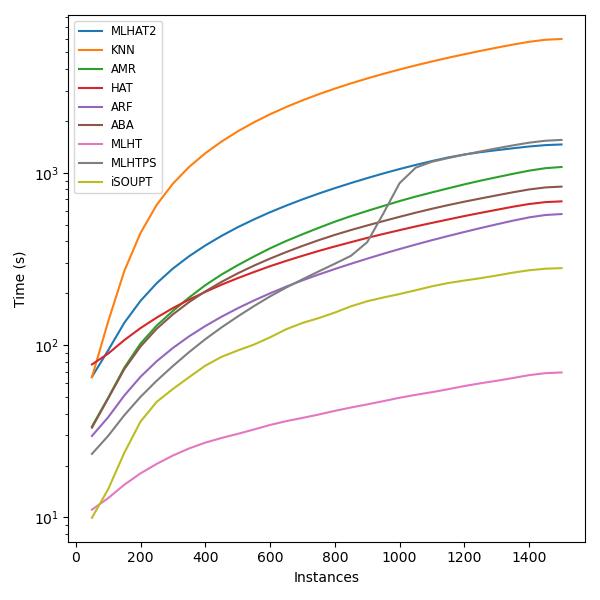 MLHAT2
KNN
AMR
HAT
ARF
ABA
MLHT
MLHTPS
iSOUPT
10³
10²
10¹
Time (s)
0 200 400 600 800 1000 1200 1400
Instances